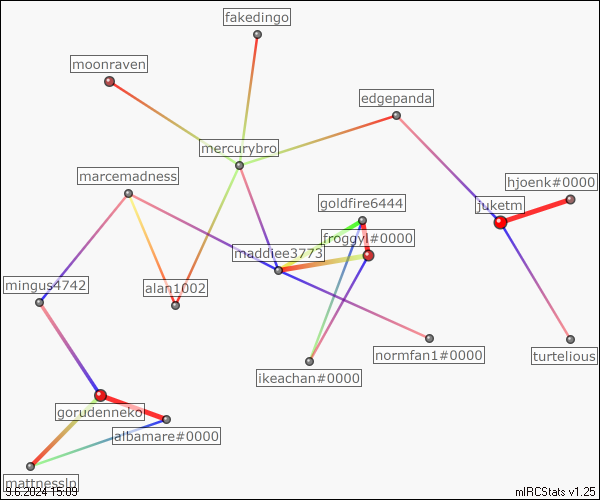 fakedingo
moonraven
edgepanda
mercurybro
marcemadness
hjoenk#0000
goldfire6444
juketm
froggyl#0000
maddiee3773
mingus4742
alan1002
normfan1#0000
turtelious
ikeachan#0000
gorudenneko
albamare#0000
mattnesslp
9.6.2024 15:09
mIRCStats v1.25